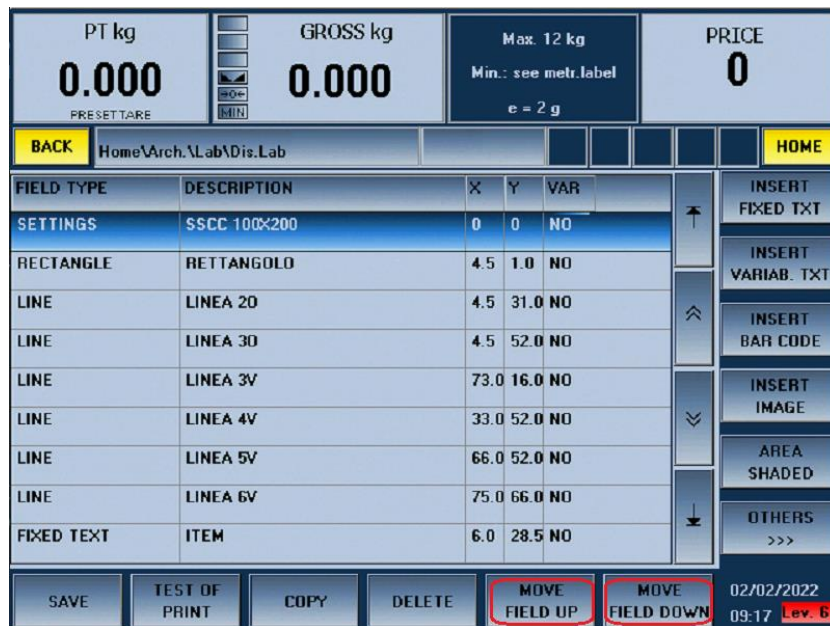 PT kg
0.000
PRESETTARE
GROSS kg
0.000
→0←
MIN
Max. 12 kg
Min.: see metr.label
e = 2 g
PRICE
0
BACK
Home\Arch.\Lab\Dis.Lab
HOME
FIELD TYPE DESCRIPTION X Y VAR
SETTINGS SSCC 100X200 0 0 NO
RECTANGLE RETTANGOLO 4.5 1.0 NO
LINE LINEA 2O 4.5 31.0 NO
LINE LINEA 3O 4.5 52.0 NO
LINE LINEA 3V 73.0 16.0 NO
LINE LINEA 4V 33.0 52.0 NO
LINE LINEA 5V 66.0 52.0 NO
LINE LINEA 6V 75.0 66.0 NO
FIXED TEXT ITEM 6.0 28.5 NO
INSERT
FIXED TXT
INSERT
VARIAB. TXT
INSERT
BAR CODE
INSERT
IMAGE
AREA
SHADED
OTHERS
>>>
SAVE
TEST OF
PRINT
COPY
DELETE
MOVE
FIELD UP
MOVE
FIELD DOWN
02/02/2022
09:17 Lev. 6